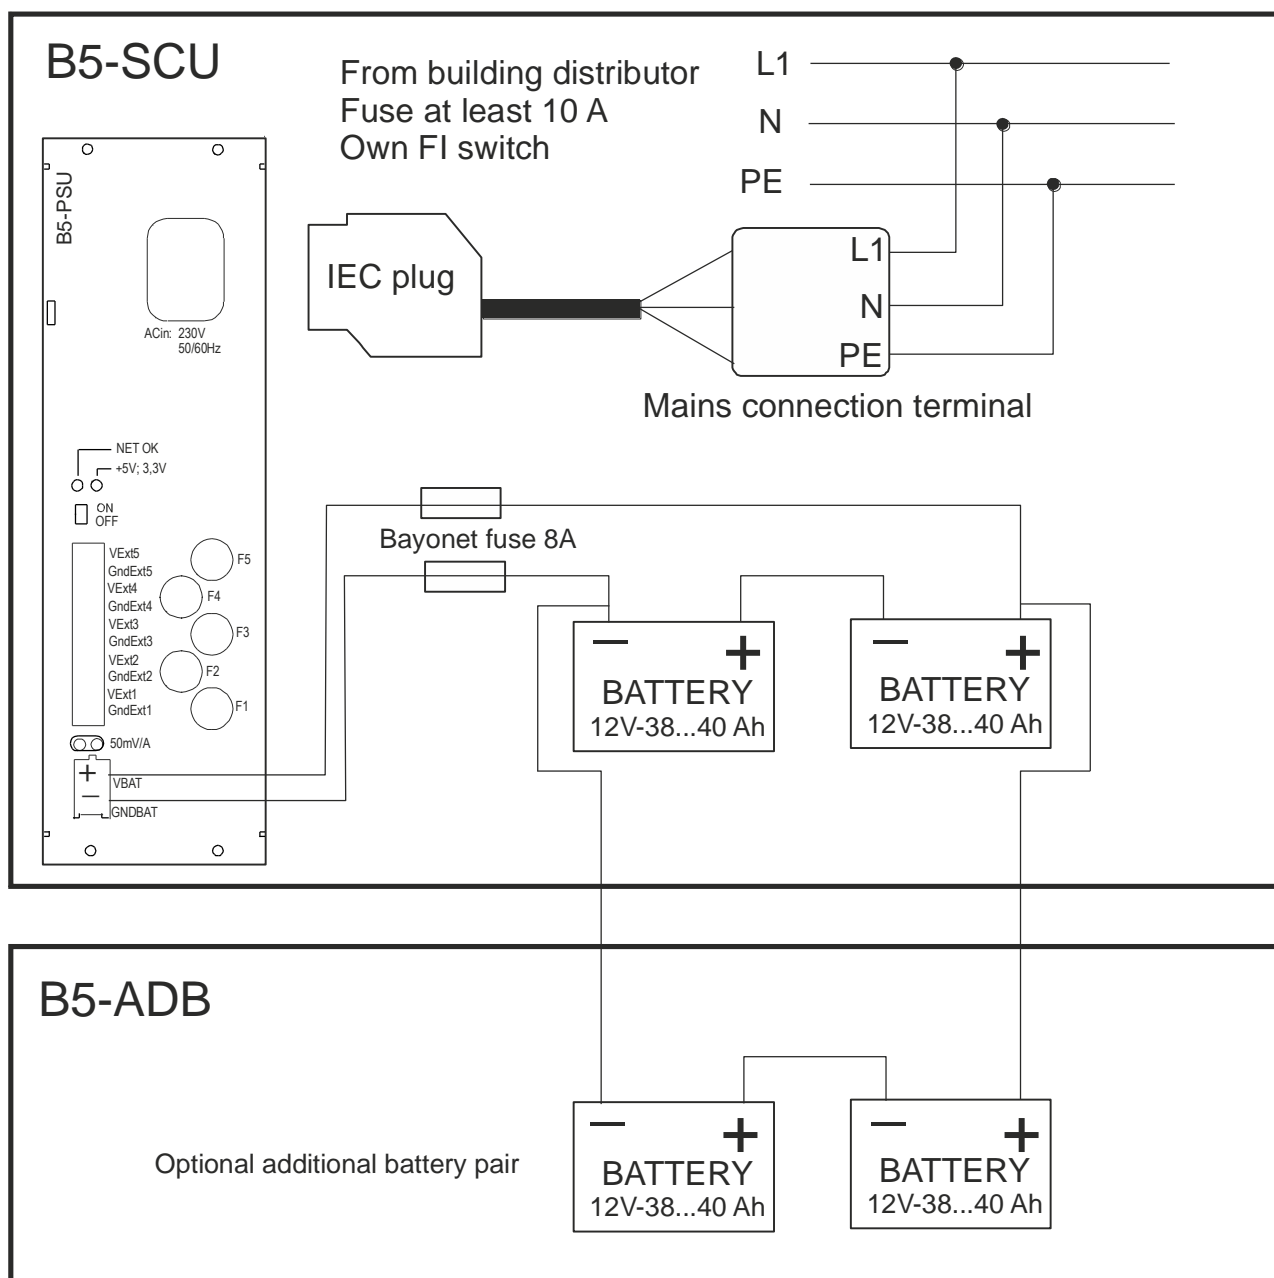 B5-SCU
From building distributor
Fuse at least 10 A
Own FI switch
L1
N
PE
B5-PSU
ACin: 230V
50/60Hz
IEC plug
L1
N
PE
Mains connection terminal
NET OK
+5V; 3,3V
ON
OFF
Bayonet fuse 8A
VExt5
GndExt5
VExt4
GndExt4
VExt3
GndExt3
VExt2
GndExt2
VExt1
GndExt1
F5
F4
F3
F2
F1
50mV/A
+
VBAT
−
GNDBAT
− +
BATTERY
12V-38...40 Ah
− +
BATTERY
12V-38...40 Ah
B5-ADB
Optional additional battery pair
− +
BATTERY
12V-38...40 Ah
− +
BATTERY
12V-38...40 Ah